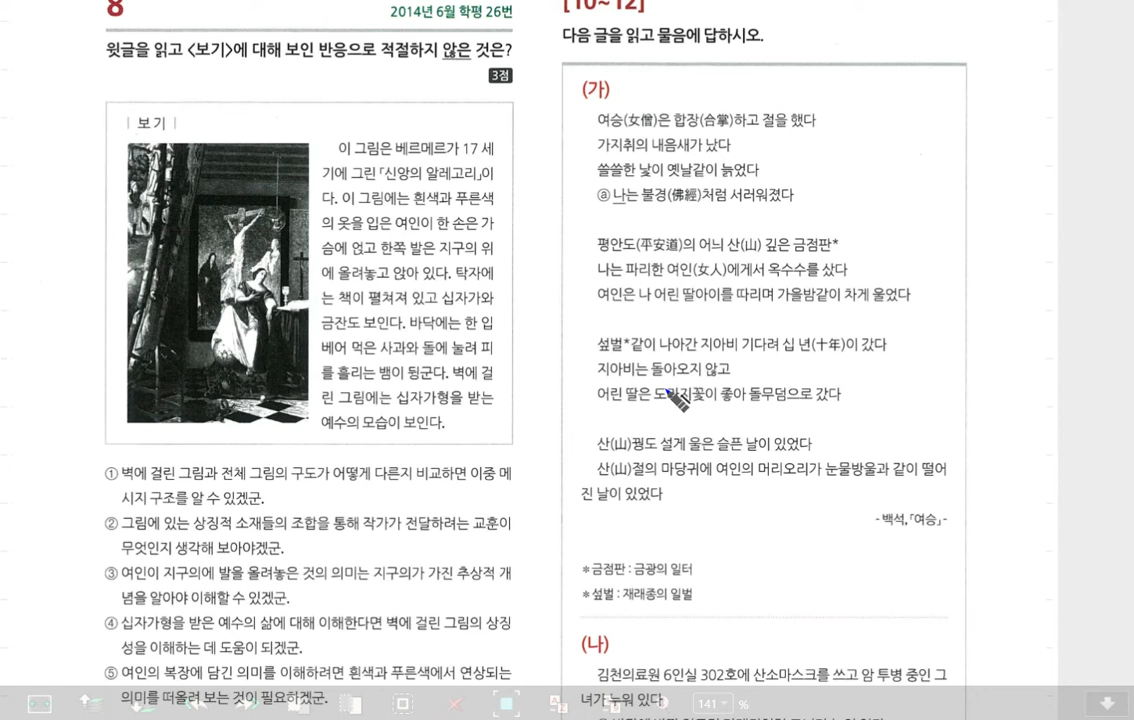 8
2014년 6월 학평 26번
윗글을 읽고 <보기>에 대해 보인 반응으로 적절하지 않은 것은?
3점
| 보기 |
이 그림은 베르메르가 17 세
기에 그린 「신앙의 알레고리」이
다. 이 그림에는 흰색과 푸른색
의 옷을 입은 여인이 한 손은 가
슴에 얹고 한쪽 발은 지구의 위
에 올려놓고 앉아 있다. 탁자에
는 책이 펼쳐져 있고 십자가와
금잔도 보인다. 바닥에는 한 입
베어 먹은 사과와 돌에 눌려 피
를 흘리는 뱀이 뒹군다. 벽에 걸
린 그림에는 십자가형을 받는
예수의 모습이 보인다.
① 벽에 걸린 그림과 전체 그림의 구도가 어떻게 다른지 비교하면 이중 메
시지 구조를 알 수 있겠군.
② 그림에 있는 상징적 소재들의 조합을 통해 작가가 전달하려는 교훈이
무엇인지 생각해 보아야겠군.
③ 여인이 지구의에 발을 올려놓은 것의 의미는 지구의가 가진 추상적 개
념을 알아야 이해할 수 있겠군.
④ 십자가형을 받은 예수의 삶에 대해 이해한다면 벽에 걸린 그림의 상징
성을 이해하는 데 도움이 되겠군.
⑤ 여인의 복장에 담긴 의미를 이해하려면 흰색과 푸른색에서 연상되는
의미를 떠올려 보는 것이 필요하겠군.
[10~12]
다음 글을 읽고 물음에 답하시오.
(가)
여승(女僧)은 합장(合掌)하고 절을 했다
가지취의 내음새가 났다
쓸쓸한 낯이 옛날같이 늙었다
ⓐ 나는 불경(佛經)처럼 서러워졌다
평안도(平安道)의 어늬 산(山) 깊은 금점판*
나는 파리한 여인(女人)에게서 옥수수를 샀다
여인은 나 어린 딸아이를 따리며 가을밤같이 차게 울었다
섶벌*같이 나아간 지아비 기다려 십 년(十年)이 갔다
지아비는 돌아오지 않고
어린 딸은 도라지꽃이 좋아 돌무덤으로 갔다
산(山)꿩도 설게 울은 슬픈 날이 있었다
산(山)절의 마당귀에 여인의 머리오리가 눈물방울과 같이 떨어
진 날이 있었다
- 백석, 「여승」 -
*금점판 : 금광의 일터
*섶벌 : 재래종의 일벌
(나)
김천의료원 6인실 302호에 산소마스크를 쓰고 암 투병 중인 그
녀가 누워 있다
141 %